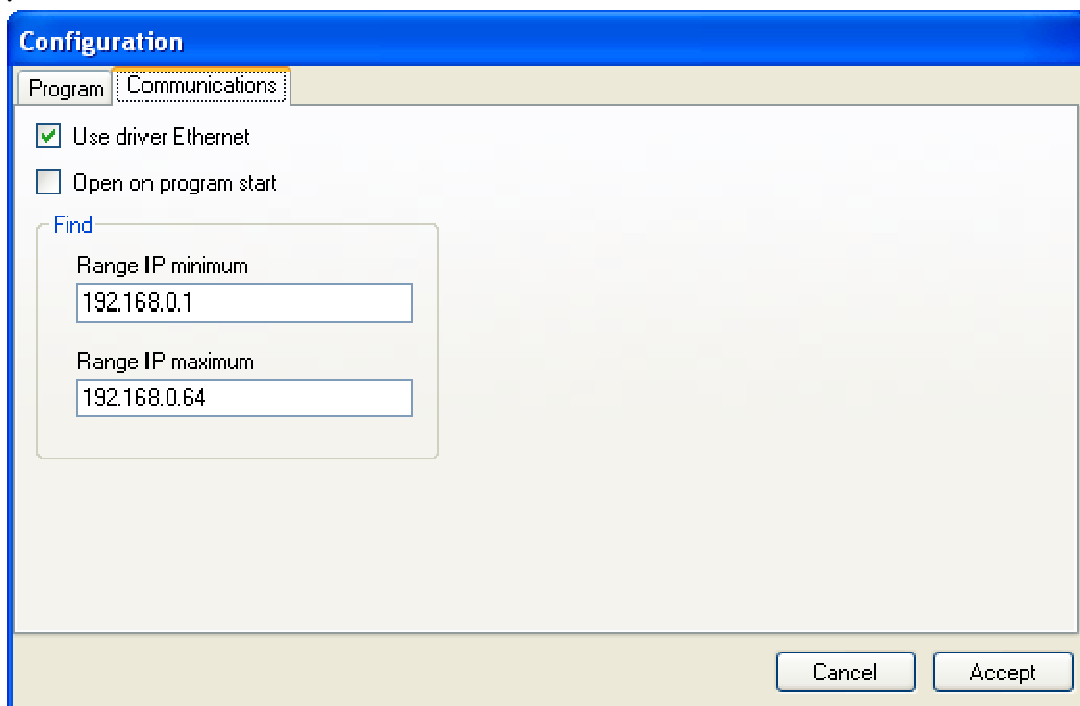 Configuration
Program Communications
Use driver Ethernet
Open on program start
Find
Range IP minimum
192.168.0.1
Range IP maximum
192.168.0.64
Cancel Accept